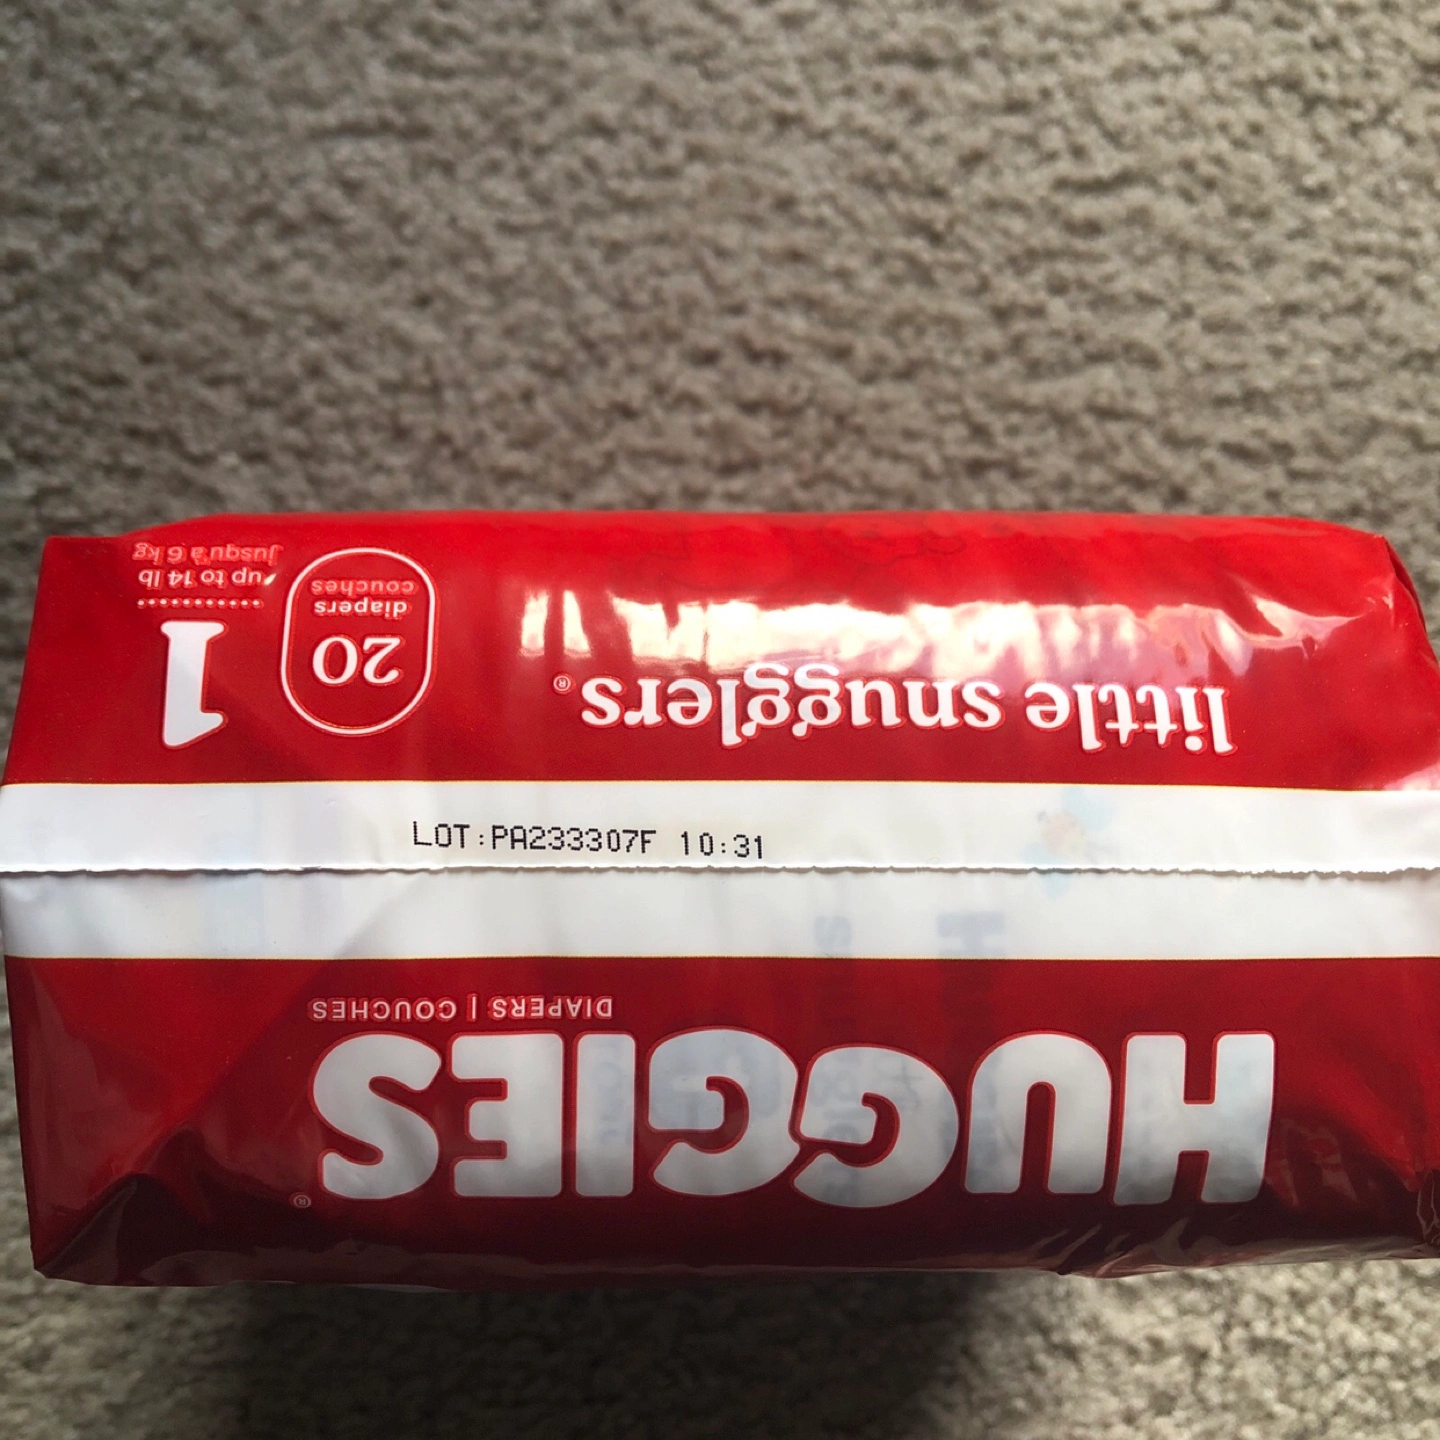 HUGGIES®
DIAPERS | COUCHES
LOT:PA233307F 10:31
little snugglers®
20
diapers
couches
1
up to 14 lb
jusqu'à 6 kg